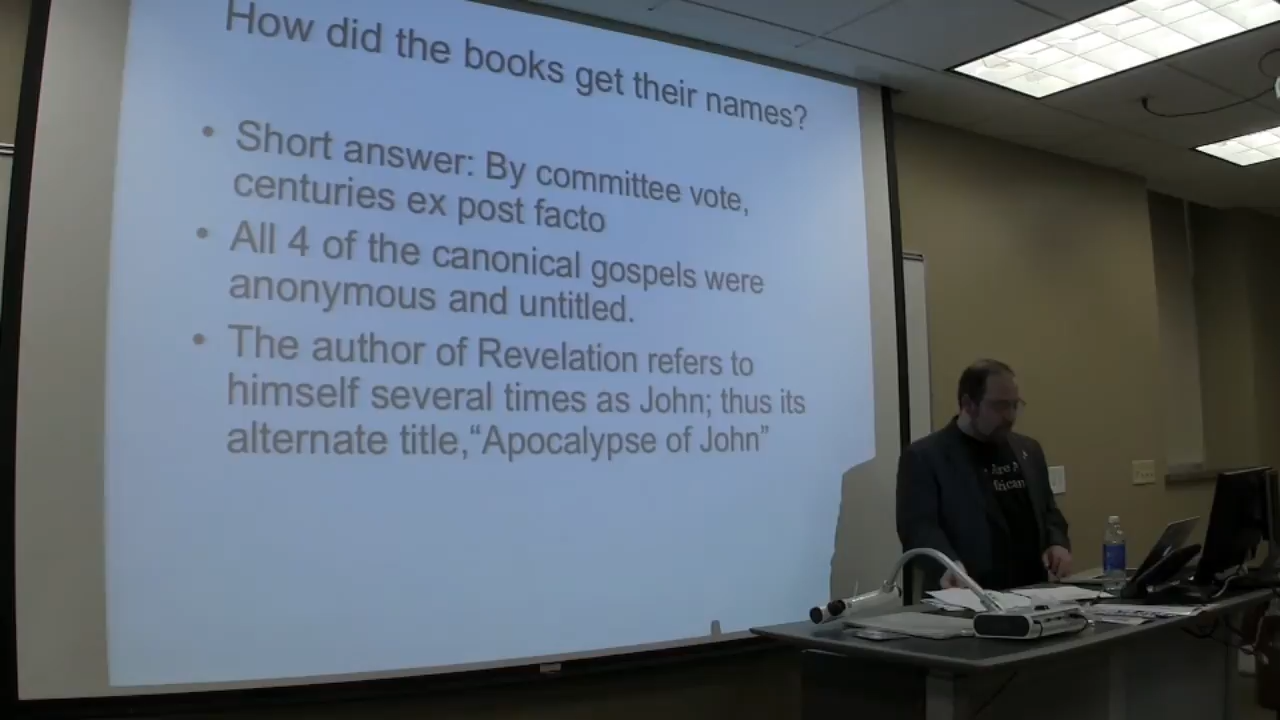 How did the books get their names?
• Short answer: By committee vote,
centuries ex post facto
• All 4 of the canonical gospels were
anonymous and untitled.
• The author of Revelation refers to
himself several times as John; thus its
alternate title,“Apocalypse of John”